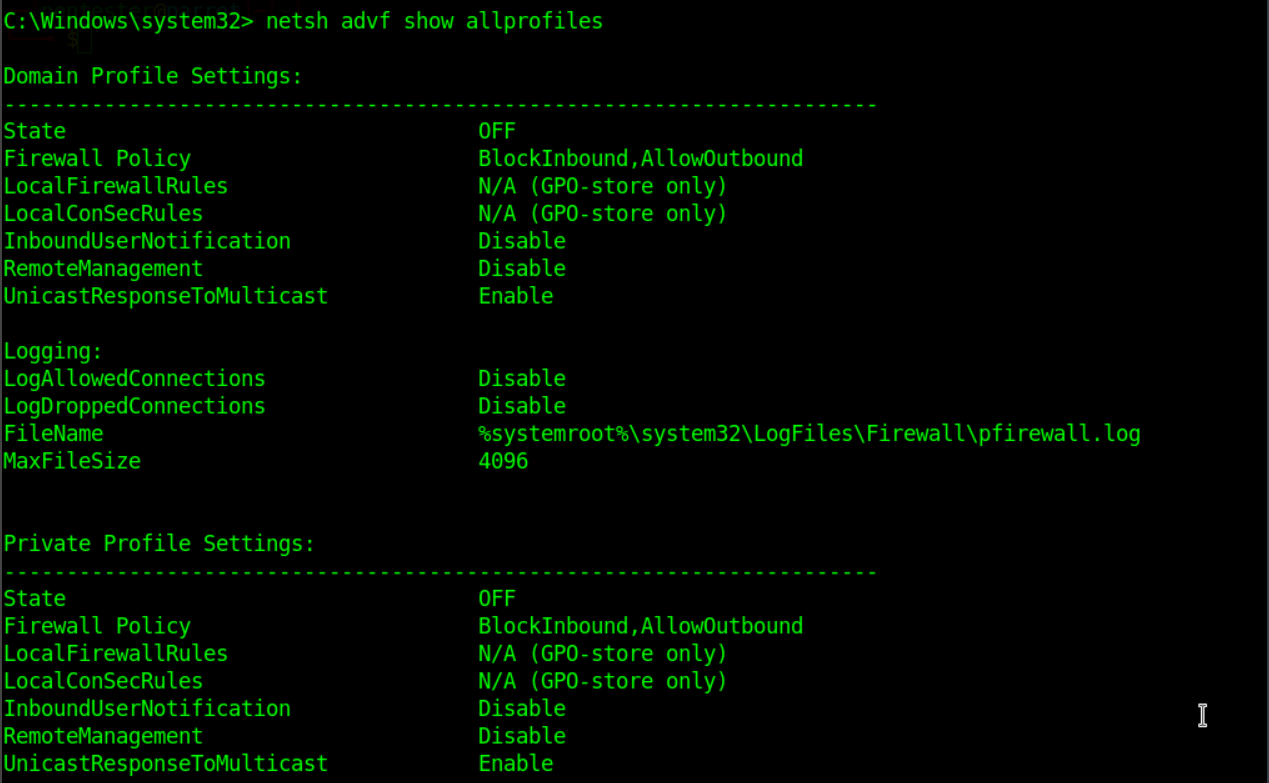 C:\Windows\system32> netsh advf show allprofiles
Domain Profile Settings:
----------------------------------------------------------------------
State OFF
Firewall Policy BlockInbound,AllowOutbound
LocalFirewallRules N/A (GPO-store only)
LocalConSecRules N/A (GPO-store only)
InboundUserNotification Disable
RemoteManagement Disable
UnicastResponseToMulticast Enable
Logging:
LogAllowedConnections Disable
LogDroppedConnections Disable
FileName %systemroot%\system32\LogFiles\Firewall\pfirewall.log
MaxFileSize 4096
Private Profile Settings:
----------------------------------------------------------------------
State OFF
Firewall Policy BlockInbound,AllowOutbound
LocalFirewallRules N/A (GPO-store only)
LocalConSecRules N/A (GPO-store only)
InboundUserNotification Disable
RemoteManagement Disable
UnicastResponseToMulticast Enable